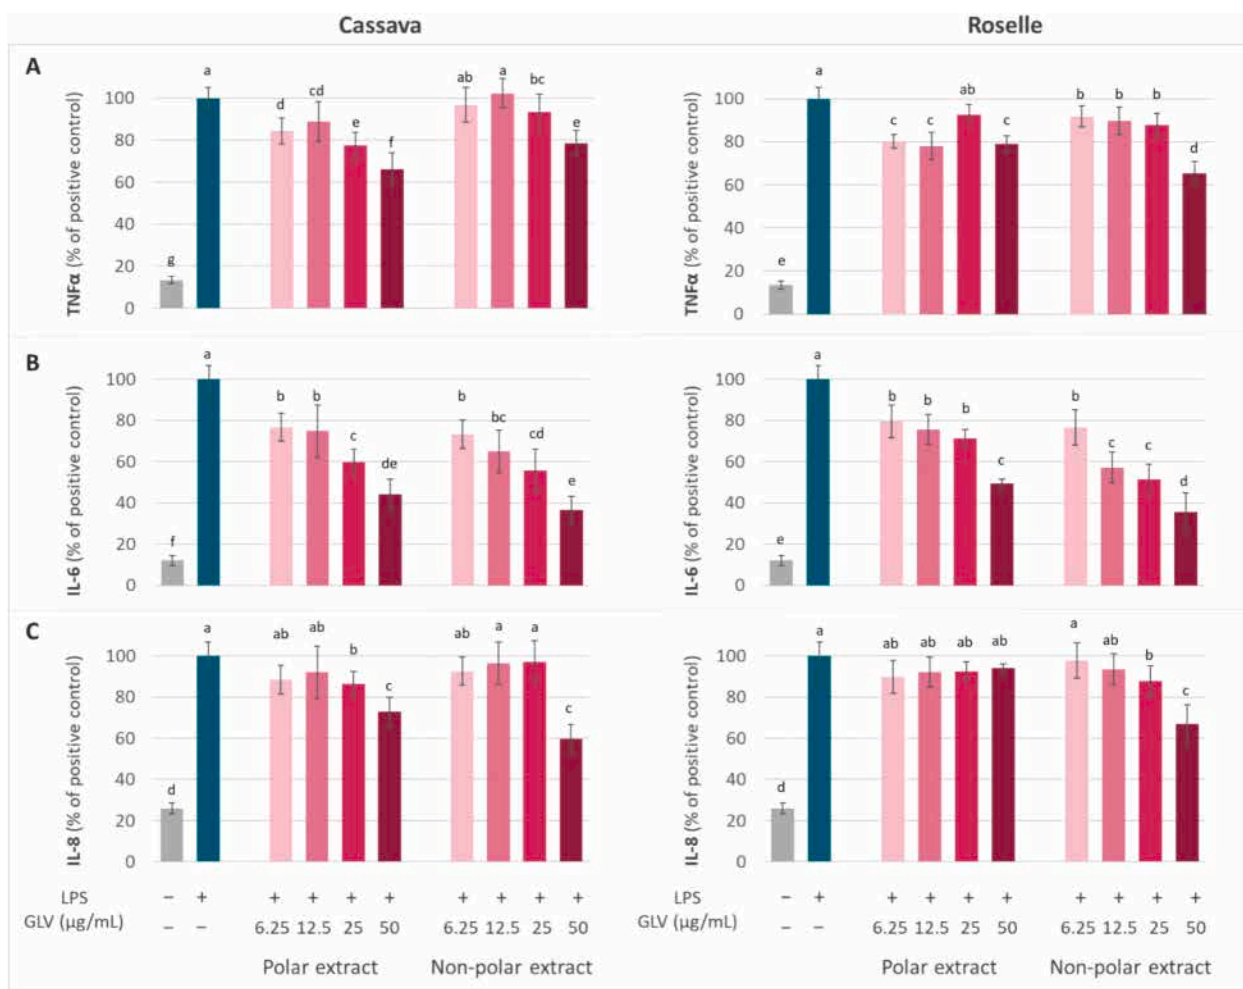 Cassava Roselle
A
TNFα (% of positive control)
100
80
60
40
20
0
g a d cd e f ab a bc e
TNFα (% of positive control)
100
80
60
40
20
0
e a c c ab c b b b d
B
IL-6 (% of positive control)
100
80
60
40
20
0
f a b b c de b bc cd e
IL-6 (% of positive control)
100
80
60
40
20
0
e a b b b c b c c d
C
IL-8 (% of positive control)
100
80
60
40
20
0
d a ab ab b c ab a a c
IL-8 (% of positive control)
100
80
60
40
20
0
d a ab ab ab ab a ab b c
LPS – + + + + + + + + + – + + + + + + + + +
GLV (µg/mL) – – 6.25 12.5 25 50 6.25 12.5 25 50 – – 6.25 12.5 25 50 6.25 12.5 25 50
Polar extract Non-polar extract Polar extract Non-polar extract